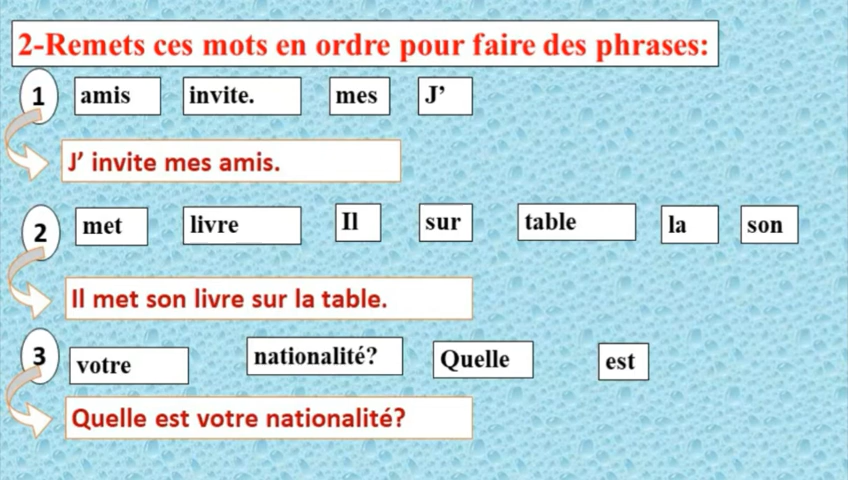 2-Remets ces mots en ordre pour faire des phrases:
1 amis invite. mes J’
J’ invite mes amis.
2 met livre Il sur table la son
Il met son livre sur la table.
3 votre nationalité? Quelle est
Quelle est votre nationalité?